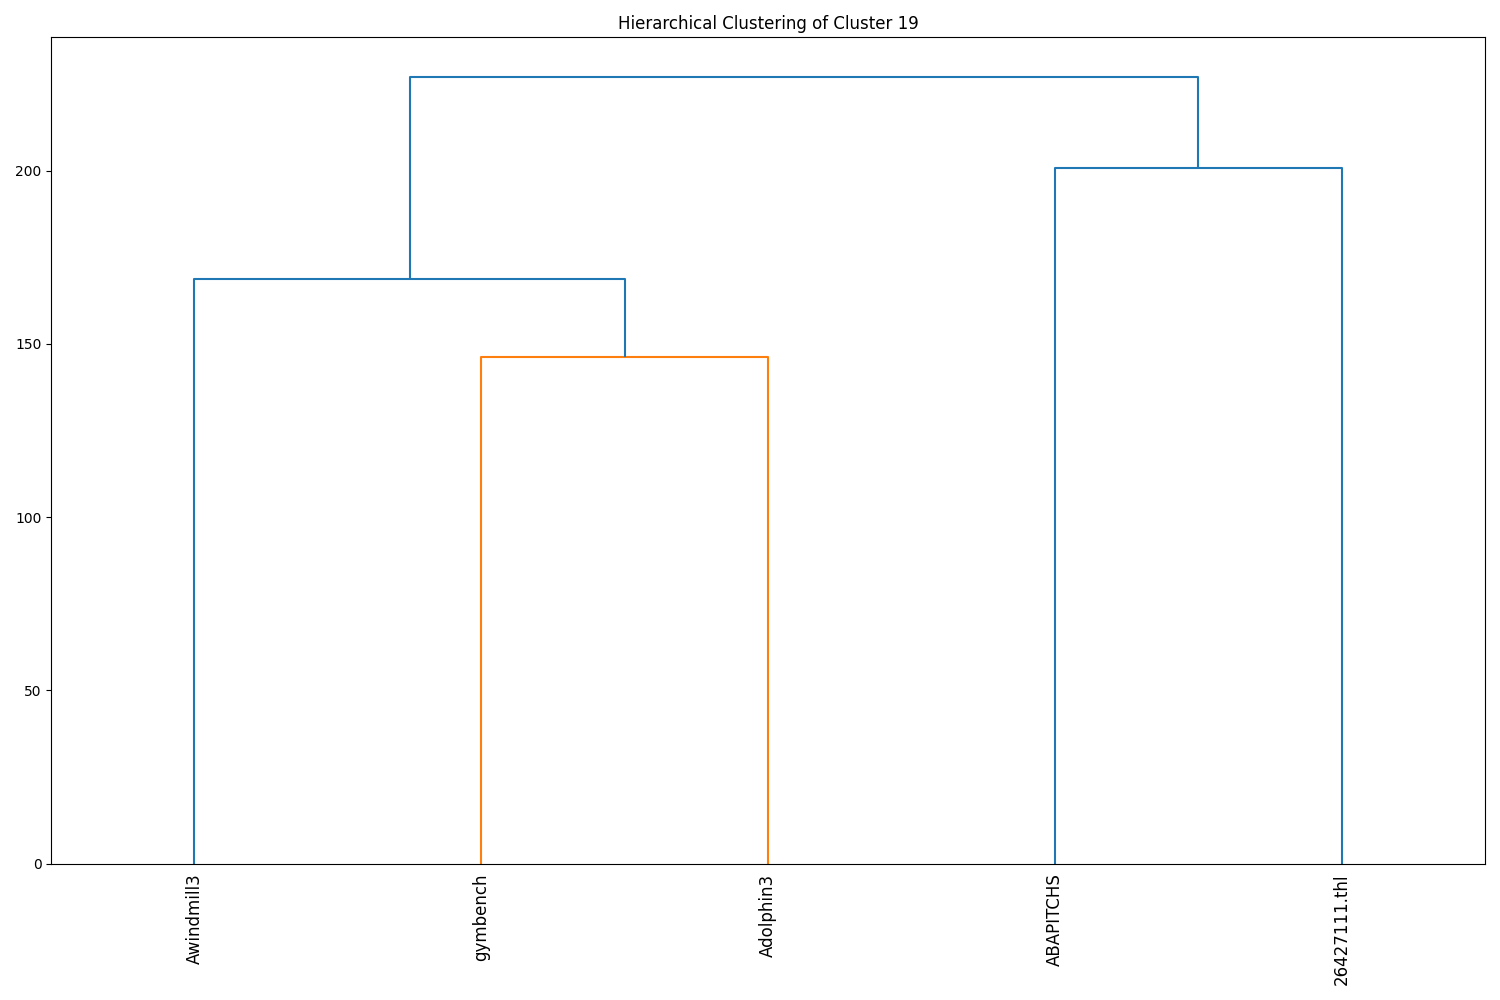 Hierarchical Clustering of Cluster 19
200
150
100
50
0
Awindmill3
gymbench
Adolphin3
ABAPITCHS
26427111.thl